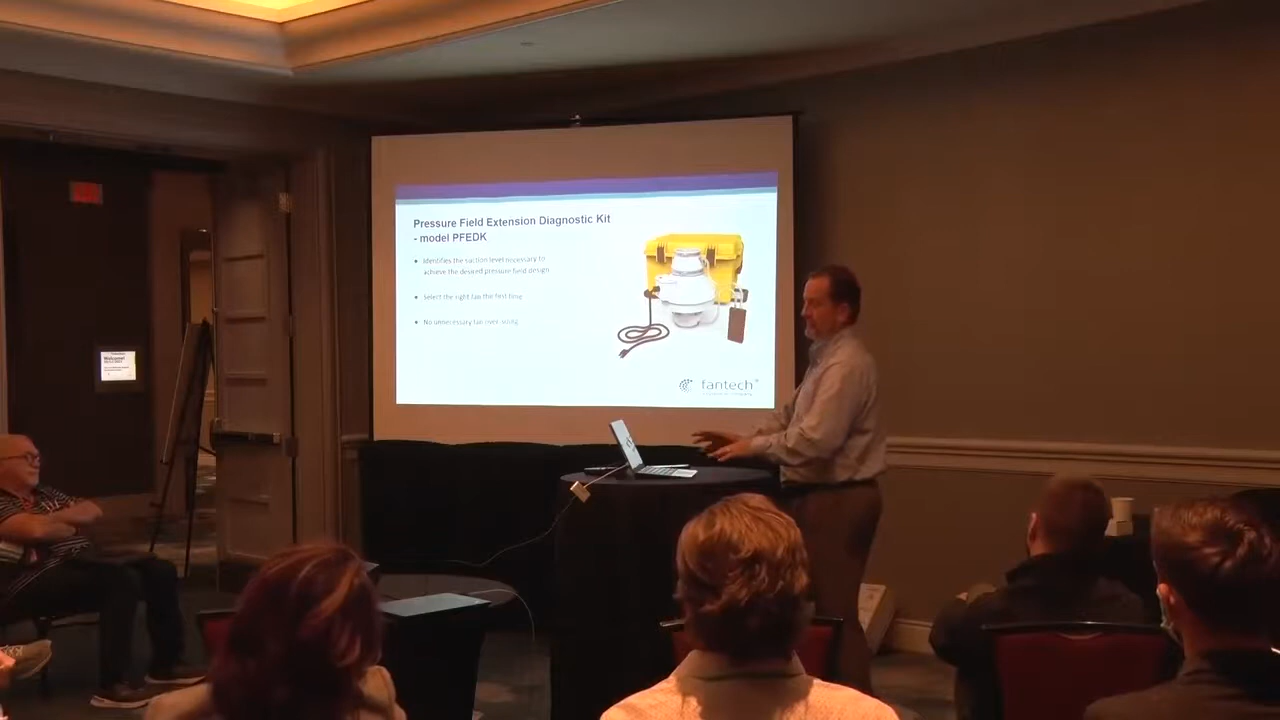 Pressure Field Extension Diagnostic Kit
- model PFEDK
• Identifies the suction level necessary to
achieve the desired pressure field design
• Select the right fan the first time
• No unnecessary fan over-sizing
fantech®
Welcome!